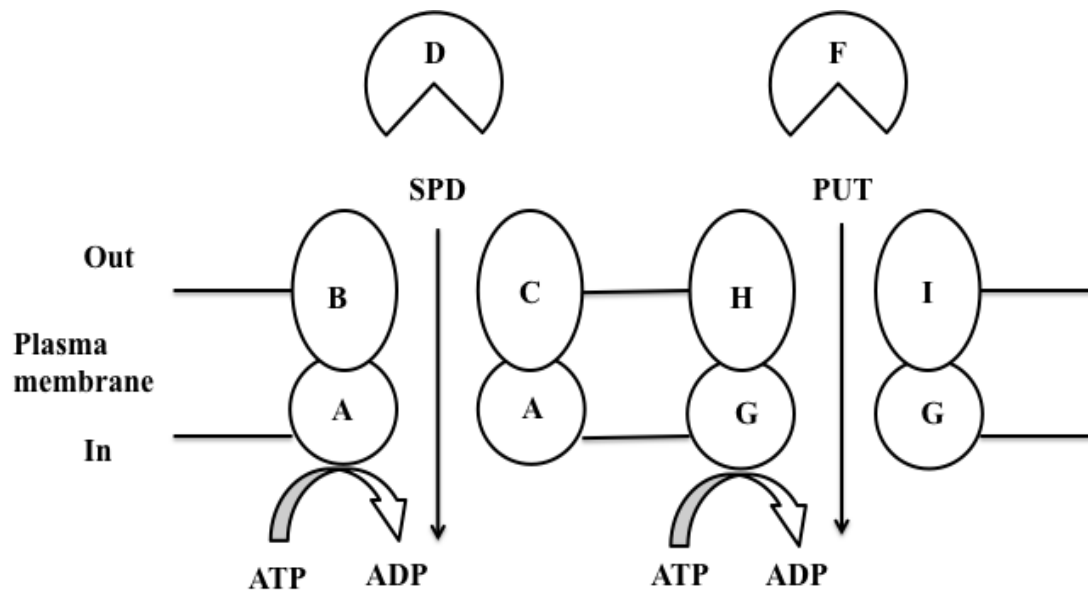 D
F
SPD
PUT
Out
B
C
H
I
Plasma
membrane
A
A
G
G
In
ATP
ADP
ATP
ADP